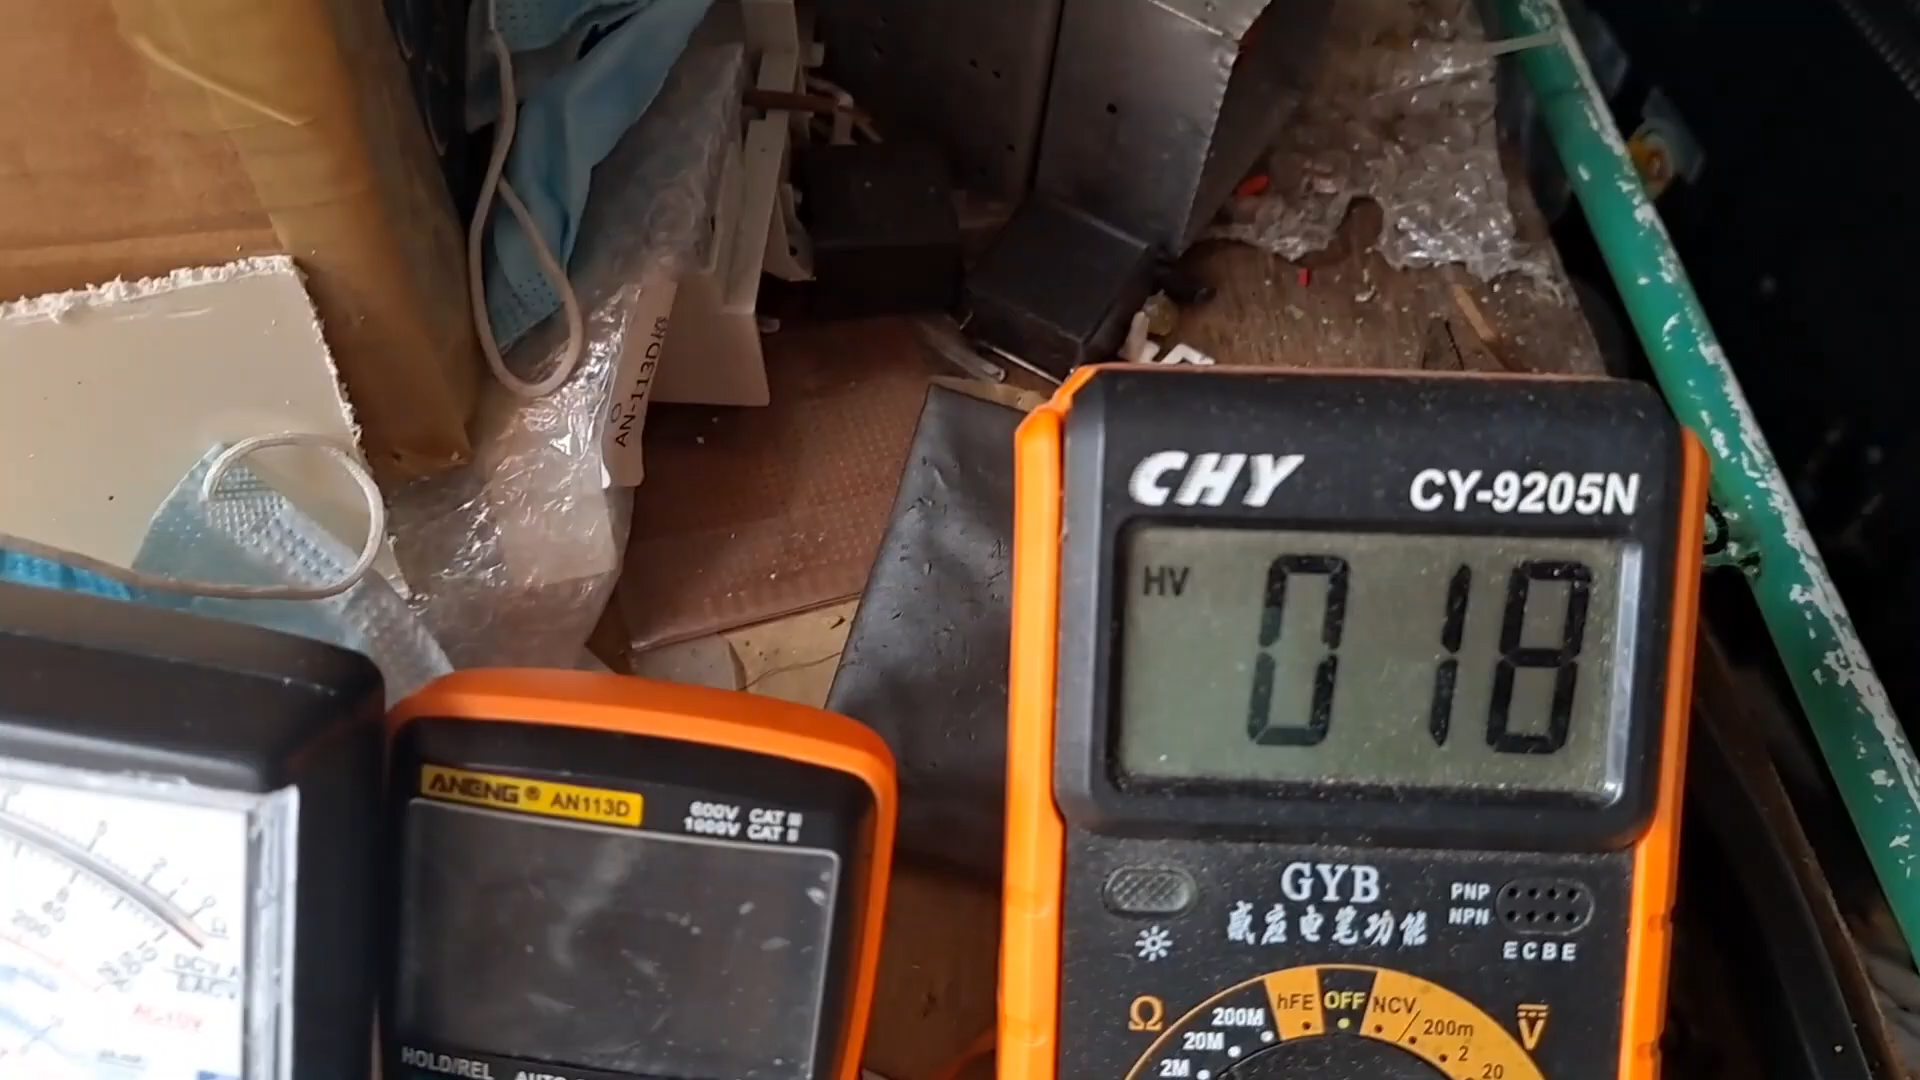 AN-113D
CHY CY-9205N
HV 018
ANENG® AN113D
600V CAT III
1000V CAT II
GYB
感应电笔功能
PNP
NPN
ECBE
Ω 200M hFE OFF NCV 200m V
20M 2
2M 20
200
HOLD/REL